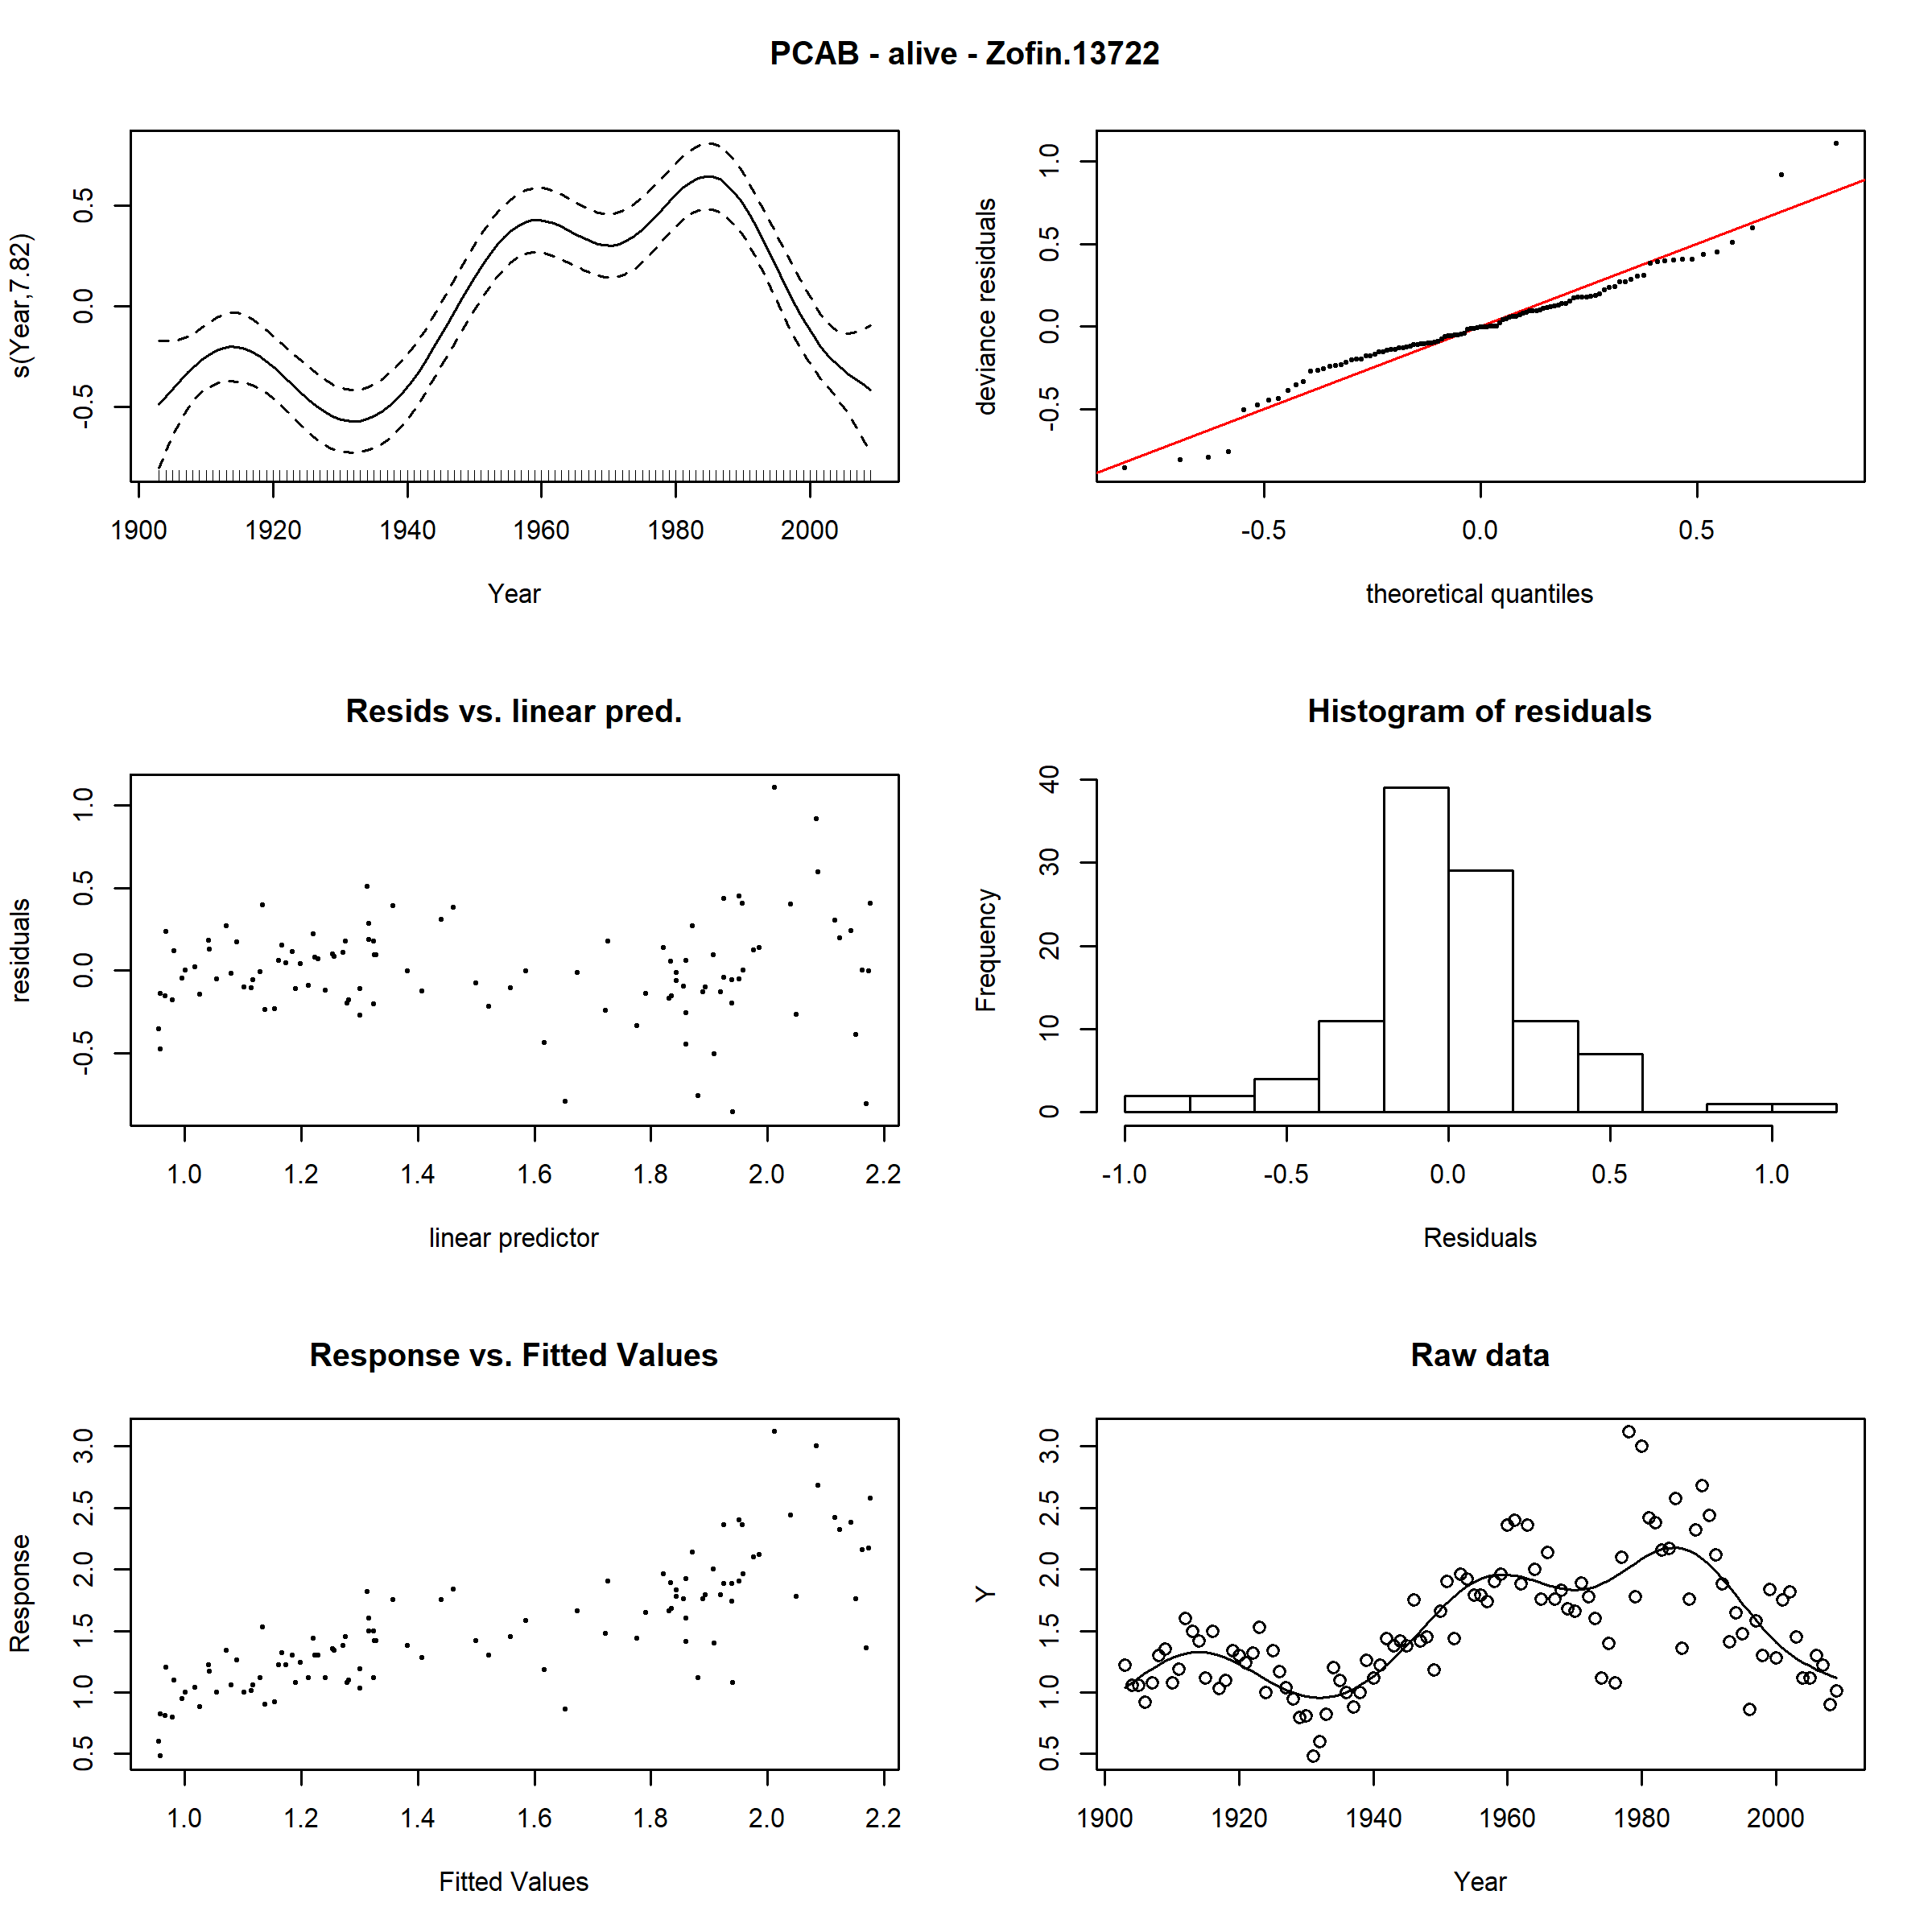 PCAB - alive - Zofin.13722
s(Year,7.82)
0.5
0.0
-0.5
1900 1920 1940 1960 1980 2000
Year
deviance residuals
1.0
0.5
0.0
-0.5
-0.5 0.0 0.5
theoretical quantiles
Resids vs. linear pred.
residuals
1.0
0.5
0.0
-0.5
1.0 1.2 1.4 1.6 1.8 2.0 2.2
linear predictor
Histogram of residuals
Frequency
40
30
20
10
0
-1.0 -0.5 0.0 0.5 1.0
Residuals
Response vs. Fitted Values
Response
3.0
2.5
2.0
1.5
1.0
0.5
1.0 1.2 1.4 1.6 1.8 2.0 2.2
Fitted Values
Raw data
Y
3.0
2.5
2.0
1.5
1.0
0.5
1900 1920 1940 1960 1980 2000
Year